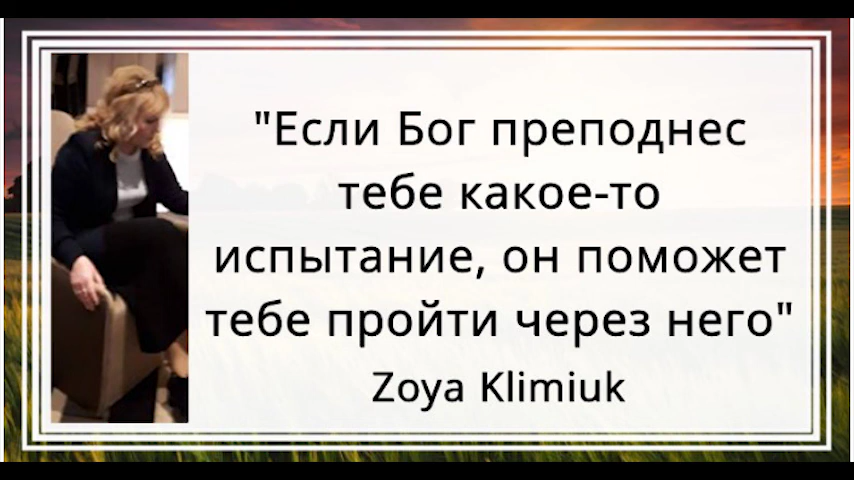 "Если Бог преподнес
тебе какое-то
испытание, он поможет
тебе пройти через него"
Zoya Klimiuk